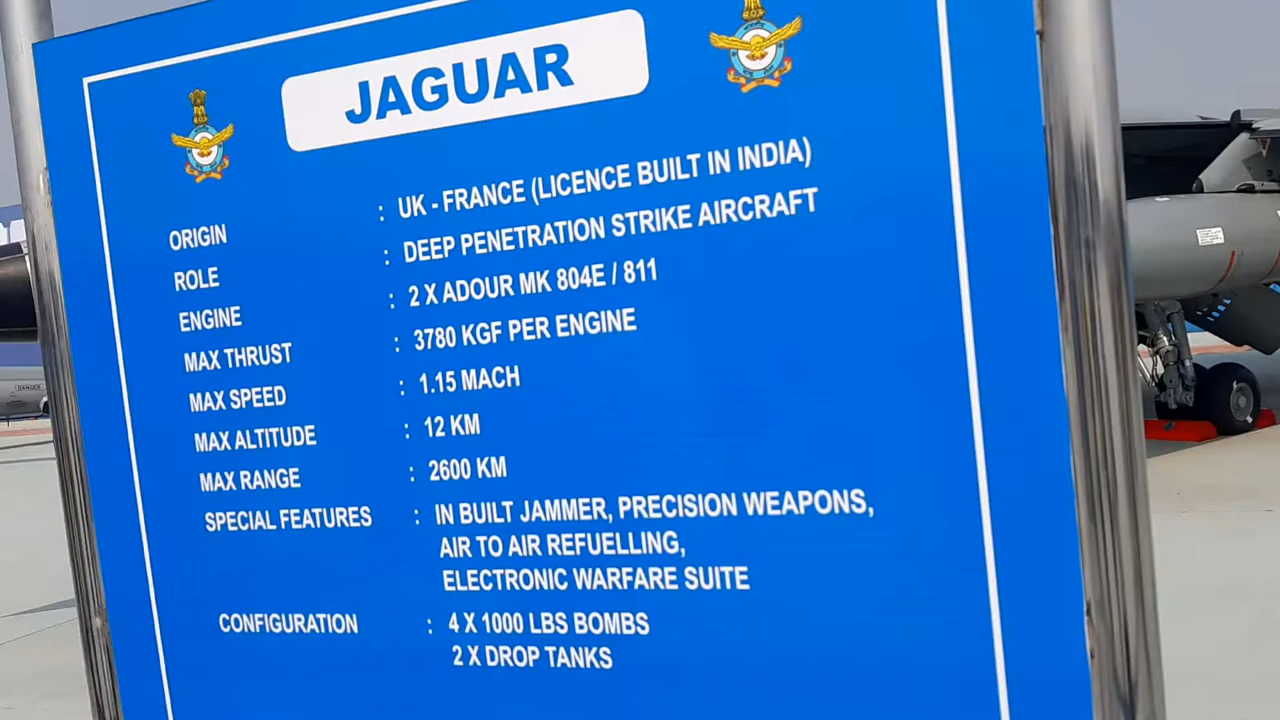 JAGUAR
ORIGIN : UK - FRANCE (LICENCE BUILT IN INDIA)
ROLE : DEEP PENETRATION STRIKE AIRCRAFT
ENGINE : 2 X ADOUR MK 804E / 811
MAX THRUST : 3780 KGF PER ENGINE
MAX SPEED : 1.15 MACH
MAX ALTITUDE : 12 KM
MAX RANGE : 2600 KM
SPECIAL FEATURES : IN BUILT JAMMER, PRECISION WEAPONS,
AIR TO AIR REFUELLING,
ELECTRONIC WARFARE SUITE
CONFIGURATION : 4 X 1000 LBS BOMBS
2 X DROP TANKS
DANGER